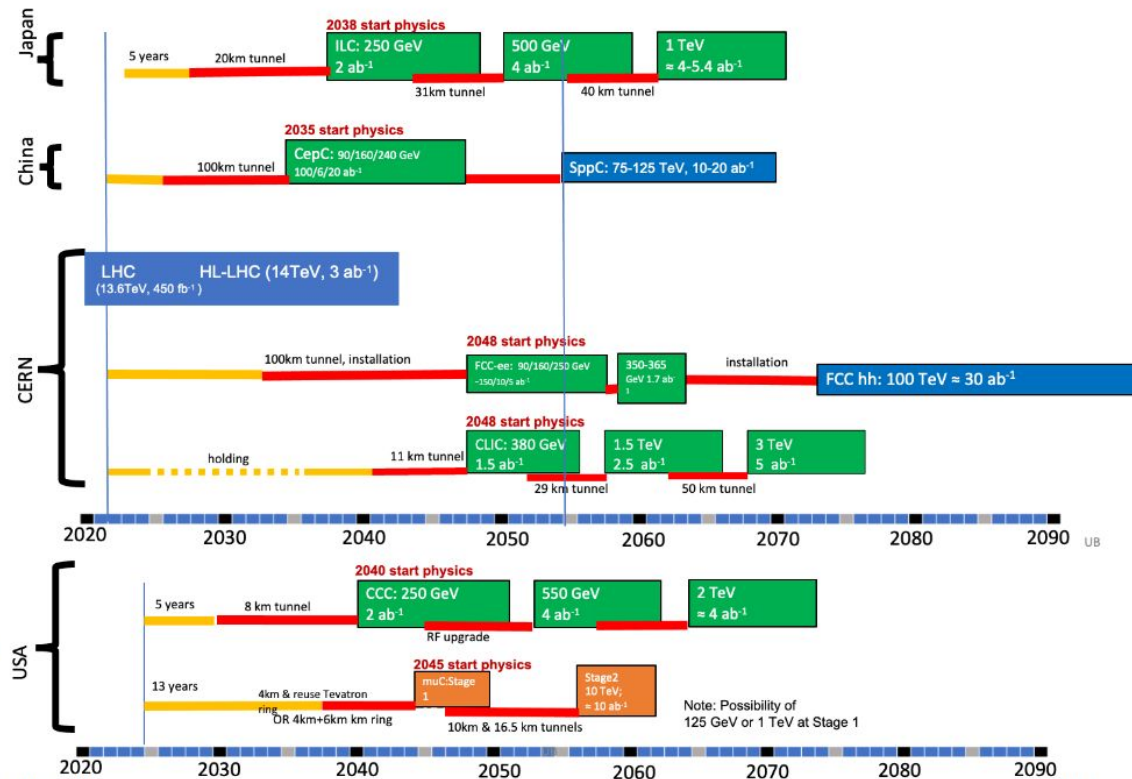 Japan
2038 start physics
5 years
20km tunnel
ILC: 250 GeV
2 ab⁻¹
31km tunnel
500 GeV
4 ab⁻¹
40 km tunnel
1 TeV
≈ 4-5.4 ab⁻¹
China
2035 start physics
100km tunnel
CepC: 90/160/240 GeV
100/6/20 ab⁻¹
SppC: 75-125 TeV, 10-20 ab⁻¹
CERN
LHC HL-LHC (14TeV, 3 ab⁻¹)
(13.6TeV, 450 fb⁻¹ )
2048 start physics
100km tunnel, installation
FCC-ee: 90/160/250 GeV
~150/10/5 ab⁻¹
350-365
GeV 1.7 ab⁻
1
installation
FCC hh: 100 TeV ≈ 30 ab⁻¹
2048 start physics
holding
11 km tunnel
CLIC: 380 GeV
1.5 ab⁻¹
29 km tunnel
1.5 TeV
2.5 ab⁻¹
50 km tunnel
3 TeV
5 ab⁻¹
2020 2030 2040 2050 2060 2070 2080 2090
UB
USA
2040 start physics
5 years
8 km tunnel
CCC: 250 GeV
2 ab⁻¹
RF upgrade
550 GeV
4 ab⁻¹
2 TeV
≈ 4 ab⁻¹
2045 start physics
13 years
4km & reuse Tevatron
ring
OR 4km+6km km ring
muC:Stage
1
10km & 16.5 km tunnels
Stage2
10 TeV;
≈ 10 ab⁻¹
Note: Possibility of
125 GeV or 1 TeV at Stage 1
2020 2030 2040 2050 2060 2070 2080 2090